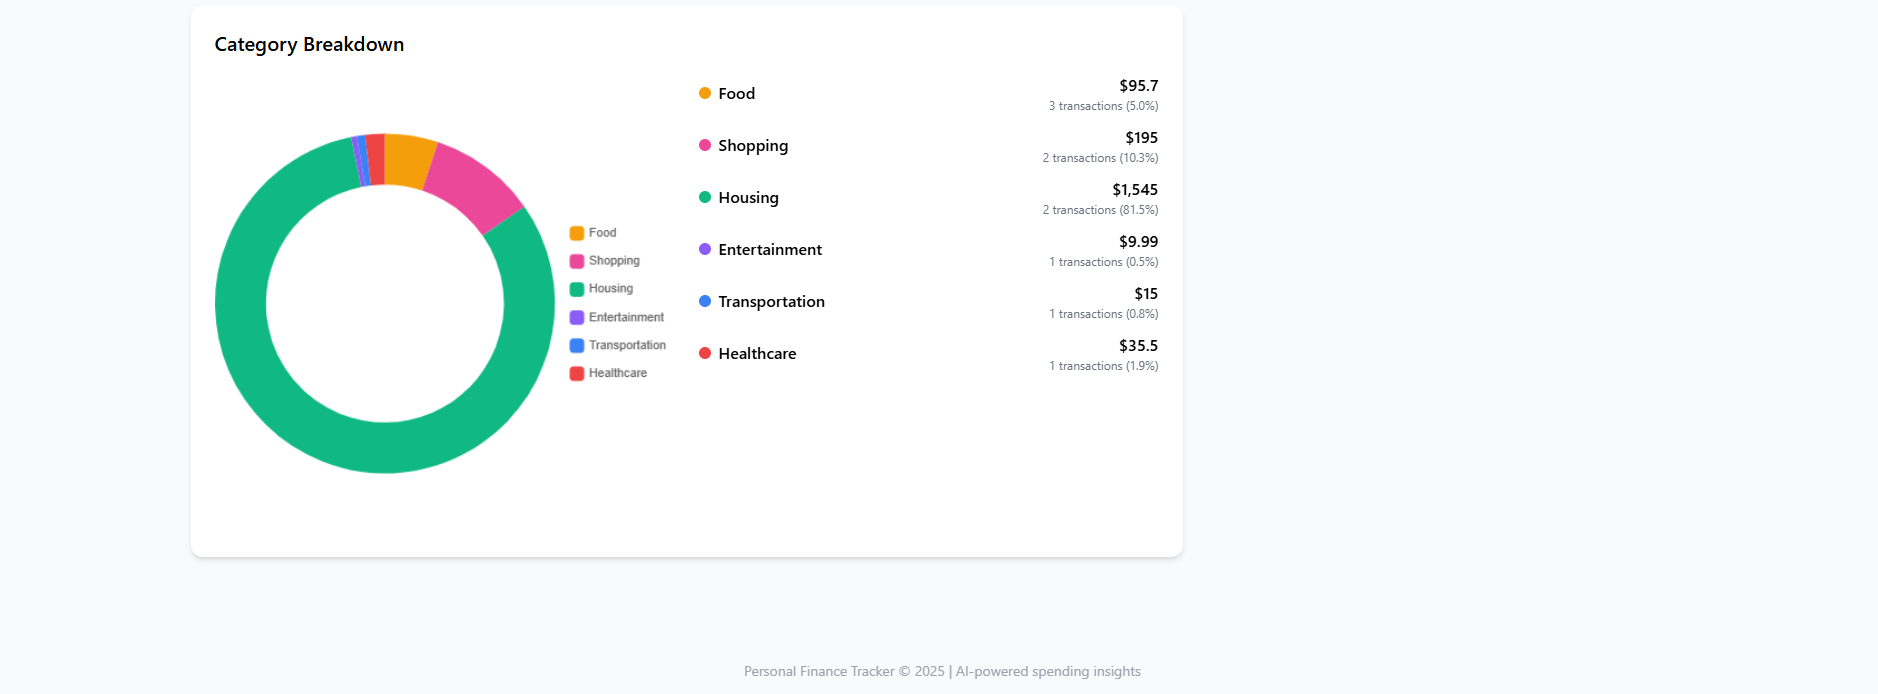 Category Breakdown
Food
Shopping
Housing
Entertainment
Transportation
Healthcare
Food
$95.7
3 transactions (5.0%)
Shopping
$195
2 transactions (10.3%)
Housing
$1,545
2 transactions (81.5%)
Entertainment
$9.99
1 transactions (0.5%)
Transportation
$15
1 transactions (0.8%)
Healthcare
$35.5
1 transactions (1.9%)
Personal Finance Tracker © 2025 | AI-powered spending insights